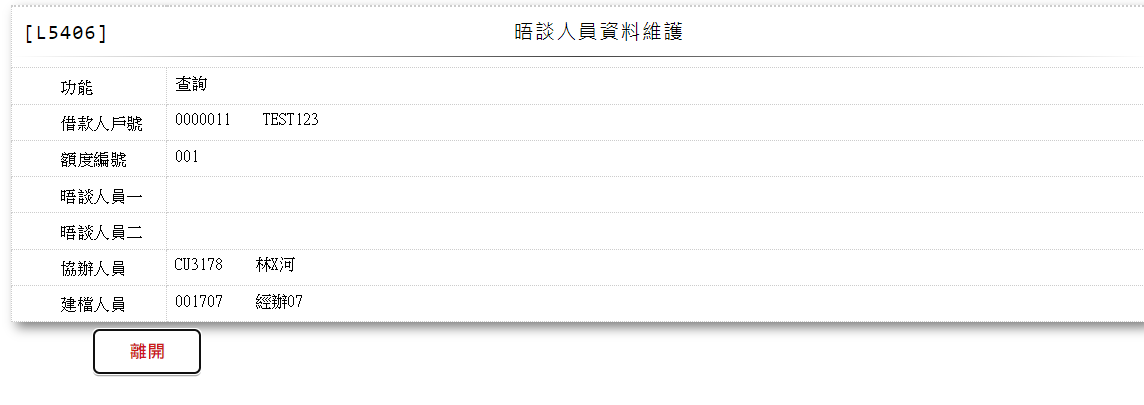 [L5406] 晤談人員資料維護
功能 查詢
借款人戶號 0000011 TEST123
額度編號 001
晤談人員一
晤談人員二
協辦人員 CU3178 林X河
建檔人員 001707 經辦07
離開